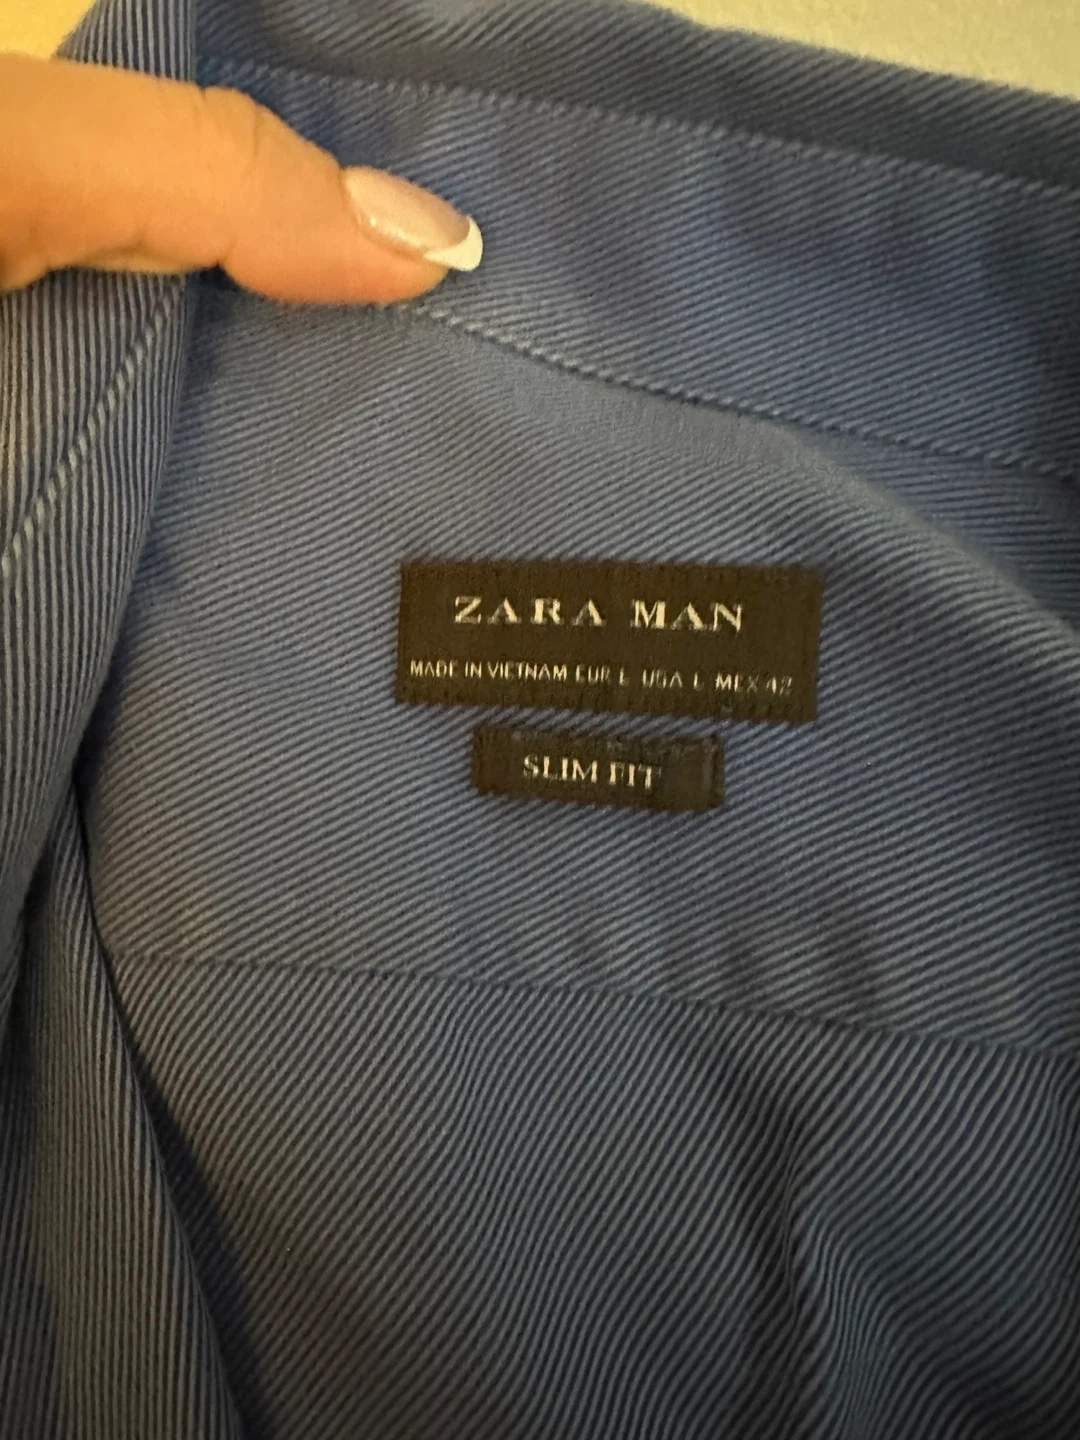 ZARA MAN
MADE IN VIETNAM EUR L USA L MEX 42
SLIM FIT